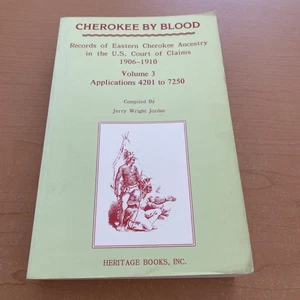 CHEROKEE BY BLOOD
Records of Eastern Cherokee Ancestry
in the U.S. Court of Claims
1906-1910
Volume 3
Applications 4201 to 7250
Compiled By
Jerry Wright Jordan
HERITAGE BOOKS, INC.